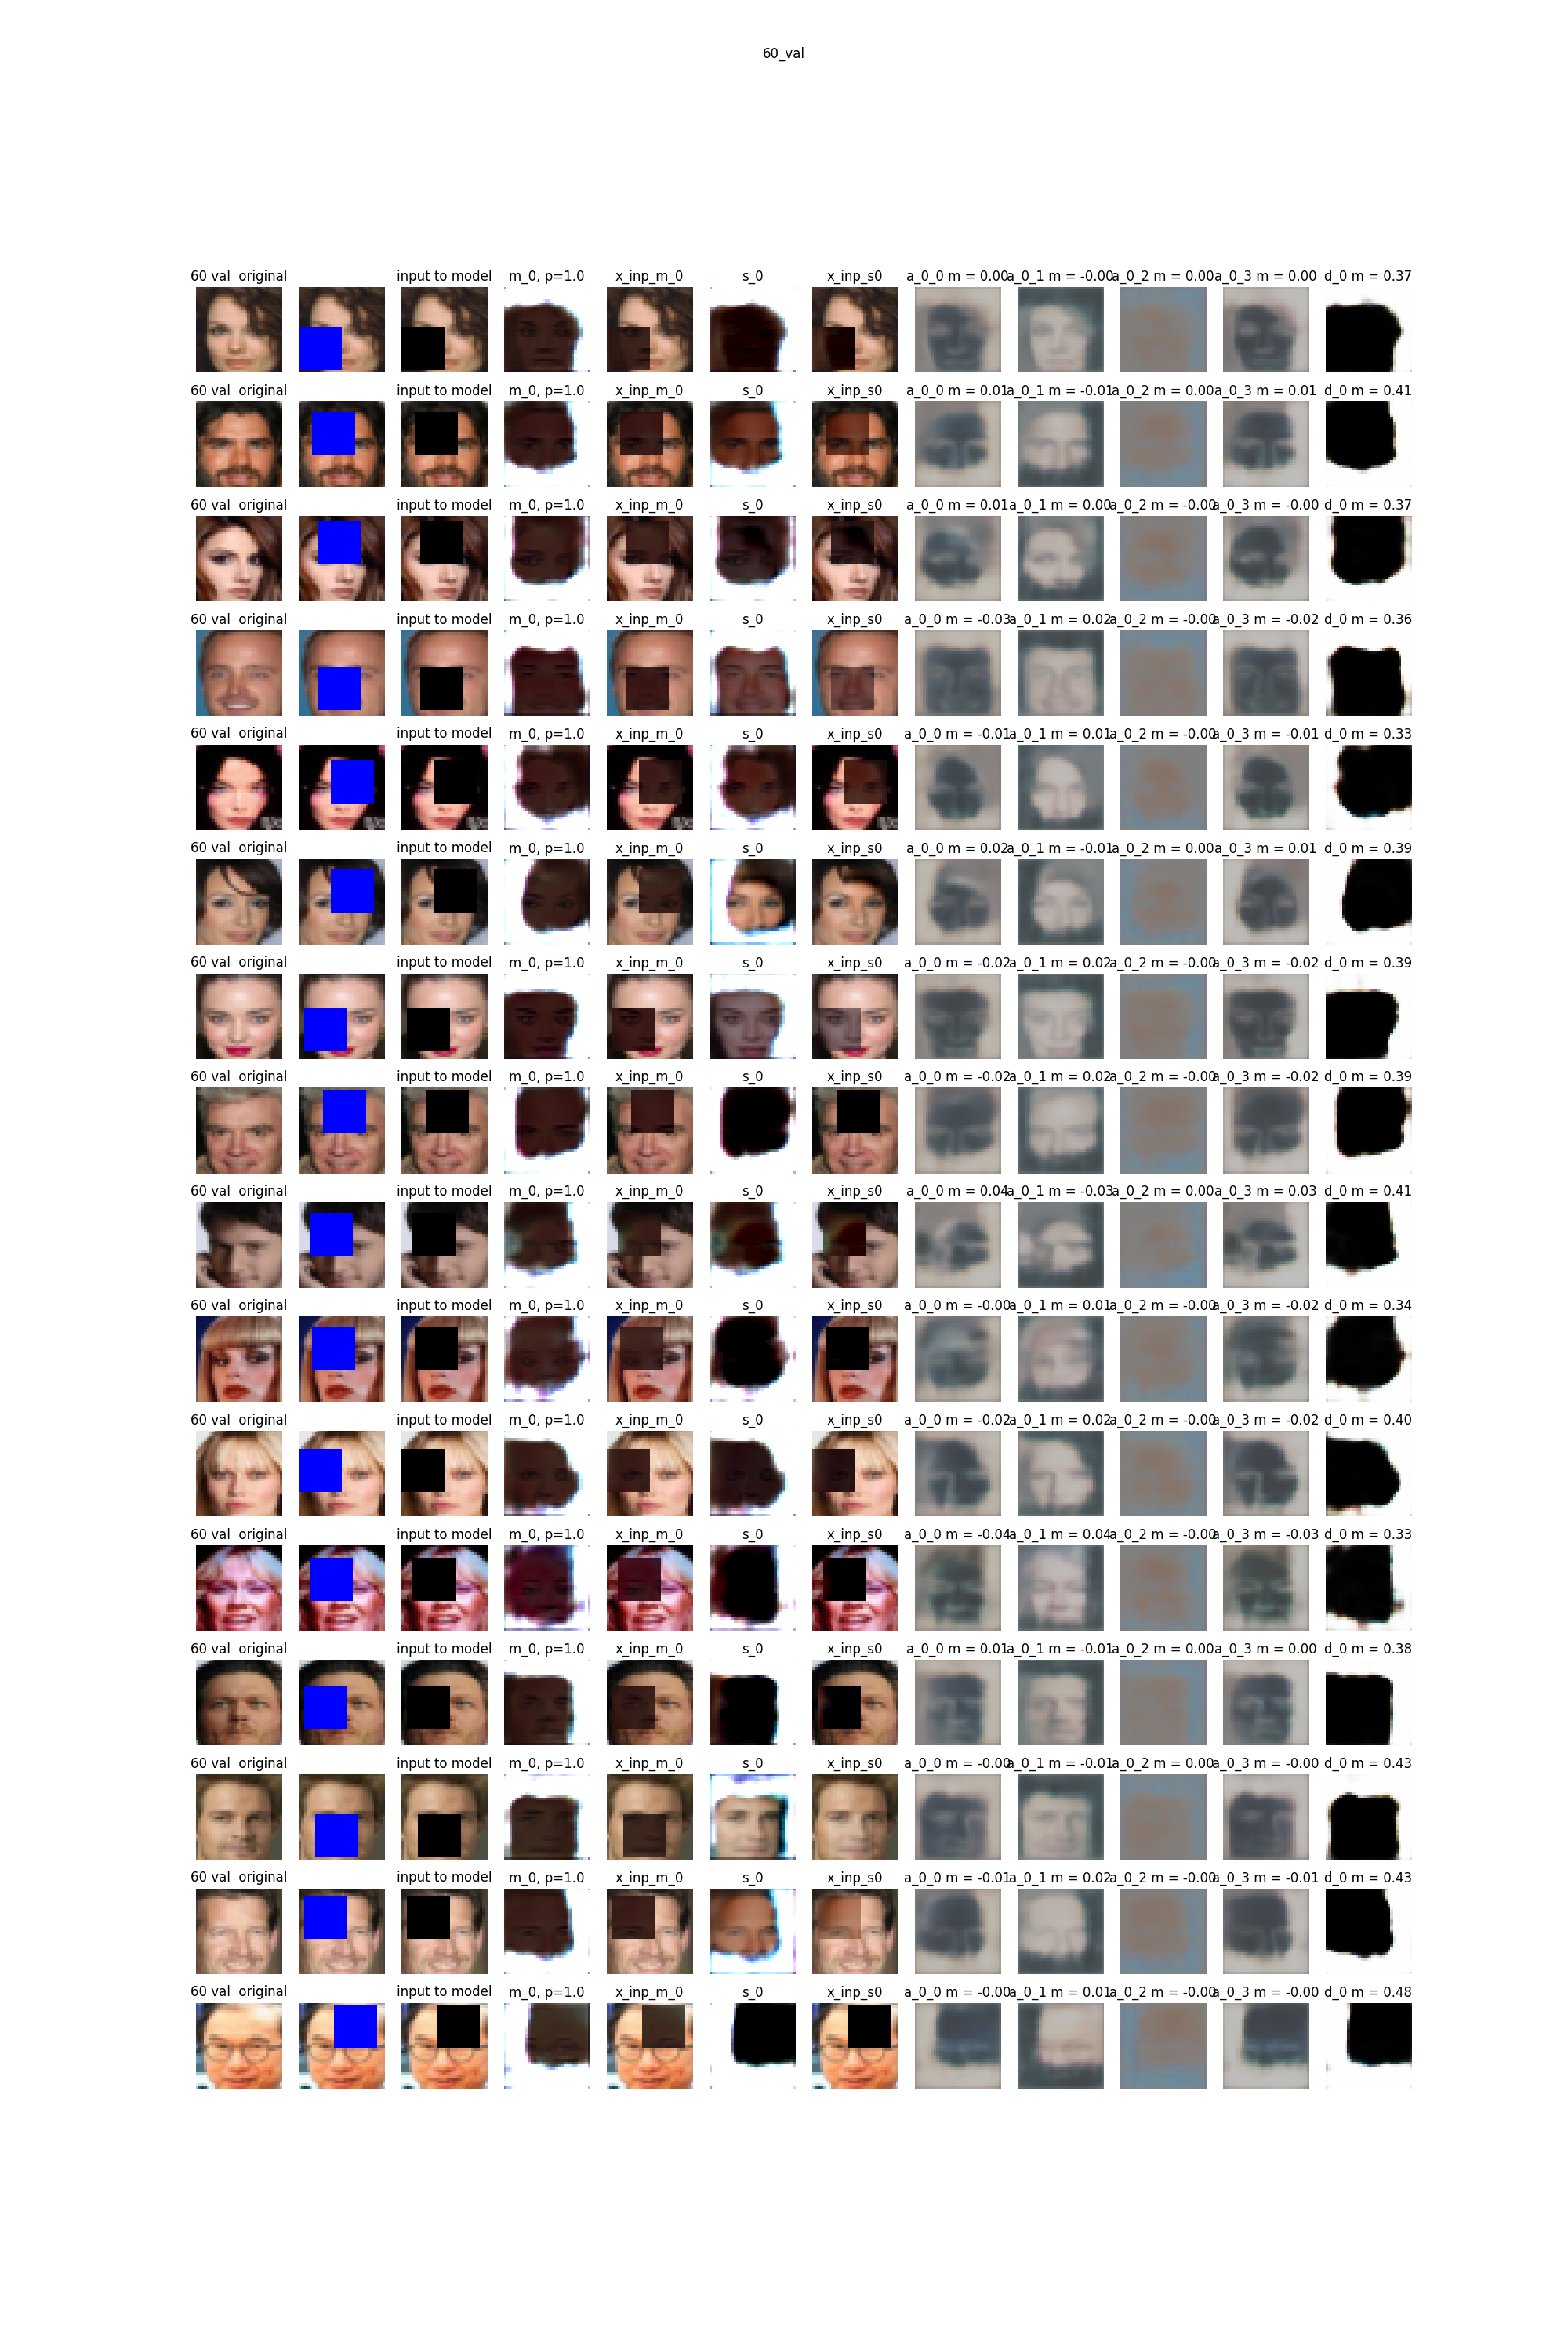 60_val
60 val original input to model m_0, p=1.0 x_inp_m_0 s_0 x_inp_s0 a_0_0 m = 0.00 a_0_1 m = -0.00 a_0_2 m = 0.00 a_0_3 m = 0.00 d_0 m = 0.37
60 val original input to model m_0, p=1.0 x_inp_m_0 s_0 x_inp_s0 a_0_0 m = 0.01 a_0_1 m = -0.01 a_0_2 m = 0.00 a_0_3 m = 0.01 d_0 m = 0.41
60 val original input to model m_0, p=1.0 x_inp_m_0 s_0 x_inp_s0 a_0_0 m = 0.01 a_0_1 m = 0.00 a_0_2 m = -0.00 a_0_3 m = -0.00 d_0 m = 0.37
60 val original input to model m_0, p=1.0 x_inp_m_0 s_0 x_inp_s0 a_0_0 m = -0.03 a_0_1 m = 0.02 a_0_2 m = -0.00 a_0_3 m = -0.02 d_0 m = 0.36
60 val original input to model m_0, p=1.0 x_inp_m_0 s_0 x_inp_s0 a_0_0 m = -0.01 a_0_1 m = 0.01 a_0_2 m = -0.00 a_0_3 m = -0.01 d_0 m = 0.33
60 val original input to model m_0, p=1.0 x_inp_m_0 s_0 x_inp_s0 a_0_0 m = 0.02 a_0_1 m = -0.01 a_0_2 m = 0.00 a_0_3 m = 0.01 d_0 m = 0.39
60 val original input to model m_0, p=1.0 x_inp_m_0 s_0 x_inp_s0 a_0_0 m = -0.02 a_0_1 m = 0.02 a_0_2 m = -0.00 a_0_3 m = -0.02 d_0 m = 0.39
60 val original input to model m_0, p=1.0 x_inp_m_0 s_0 x_inp_s0 a_0_0 m = -0.02 a_0_1 m = 0.02 a_0_2 m = -0.00 a_0_3 m = -0.02 d_0 m = 0.39
60 val original input to model m_0, p=1.0 x_inp_m_0 s_0 x_inp_s0 a_0_0 m = 0.04 a_0_1 m = -0.03 a_0_2 m = 0.00 a_0_3 m = 0.03 d_0 m = 0.41
60 val original input to model m_0, p=1.0 x_inp_m_0 s_0 x_inp_s0 a_0_0 m = -0.00 a_0_1 m = 0.01 a_0_2 m = -0.00 a_0_3 m = -0.02 d_0 m = 0.34
60 val original input to model m_0, p=1.0 x_inp_m_0 s_0 x_inp_s0 a_0_0 m = -0.02 a_0_1 m = 0.02 a_0_2 m = -0.00 a_0_3 m = -0.02 d_0 m = 0.40
60 val original input to model m_0, p=1.0 x_inp_m_0 s_0 x_inp_s0 a_0_0 m = -0.04 a_0_1 m = 0.04 a_0_2 m = -0.00 a_0_3 m = -0.03 d_0 m = 0.33
60 val original input to model m_0, p=1.0 x_inp_m_0 s_0 x_inp_s0 a_0_0 m = 0.01 a_0_1 m = -0.01 a_0_2 m = 0.00 a_0_3 m = 0.00 d_0 m = 0.38
60 val original input to model m_0, p=1.0 x_inp_m_0 s_0 x_inp_s0 a_0_0 m = -0.00 a_0_1 m = -0.01 a_0_2 m = 0.00 a_0_3 m = -0.00 d_0 m = 0.43
60 val original input to model m_0, p=1.0 x_inp_m_0 s_0 x_inp_s0 a_0_0 m = -0.01 a_0_1 m = 0.02 a_0_2 m = -0.00 a_0_3 m = -0.01 d_0 m = 0.43
60 val original input to model m_0, p=1.0 x_inp_m_0 s_0 x_inp_s0 a_0_0 m = -0.00 a_0_1 m = 0.01 a_0_2 m = -0.00 a_0_3 m = -0.00 d_0 m = 0.48